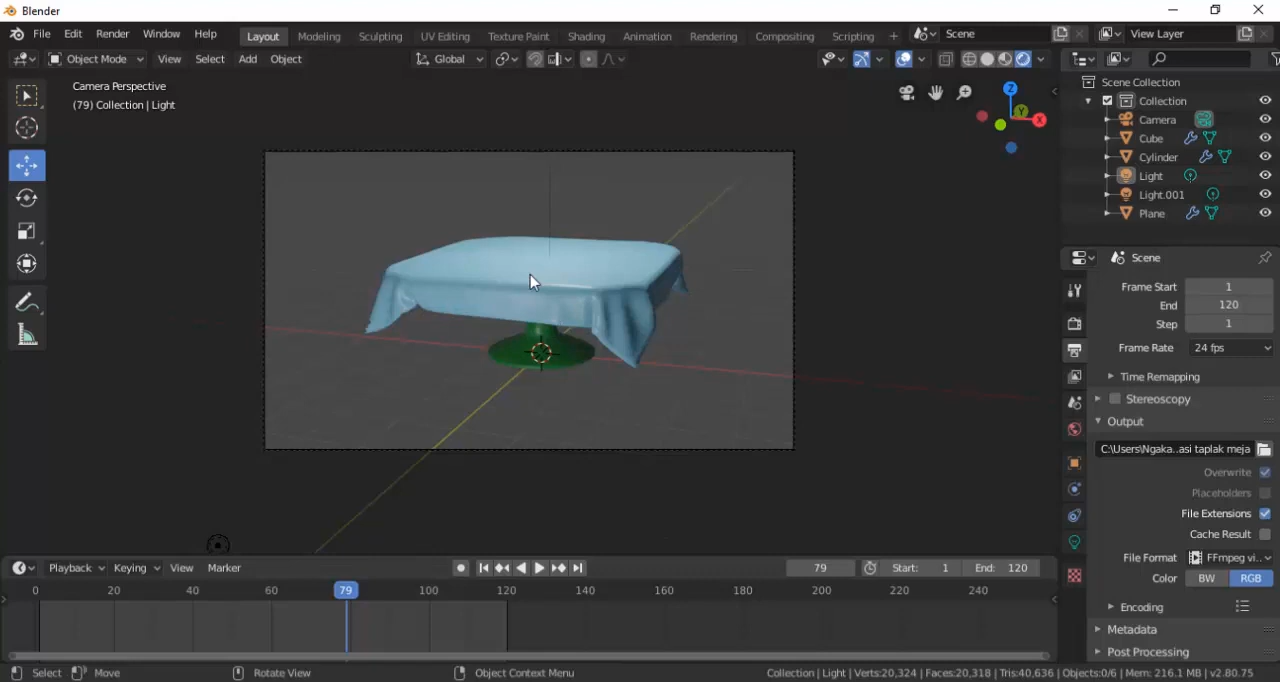 Blender
File Edit Render Window Help Layout Modeling Sculpting UV Editing Texture Paint Shading Animation Rendering Compositing Scripting + Scene View Layer
Object Mode View Select Add Object Global
Camera Perspective
(79) Collection | Light
Z
Y
X
Scene Collection
Collection
Camera
Cube
Cylinder
Light
Light.001
Plane
Scene
Frame Start 1
End 120
Step 1
Frame Rate 24 fps
Time Remapping
Stereoscopy
Output
C:\Users\Ngaka..asi taplak meja
Overwrite
Placeholders
File Extensions
Cache Result
File Format FFmpeg vi..
Color BW RGB
Encoding
Metadata
Post Processing
Playback Keying View Marker 79 Start: 1 End: 120
0 20 40 60 79 100 120 140 160 180 200 220 240
Select Move Rotate View Object Context Menu Collection | Light | Verts:20,324 | Faces:20,318 | Tris:40,636 | Objects:0/6 | Mem: 216.1 MB | v2.80.75